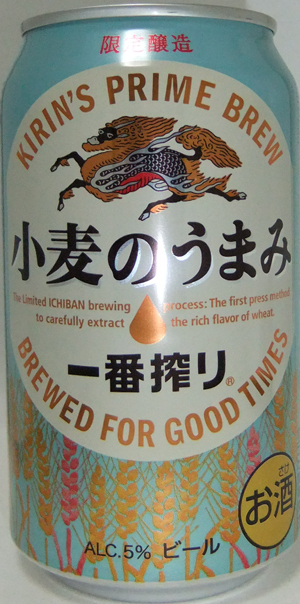 限定醸造
KIRIN'S PRIME BREW
小麦のうまみ
The Limited ICHIBAN brewing process: The first press method
to carefully extract the rich flavor of wheat.
一番搾り®
BREWED FOR GOOD TIMES
さけ
お酒
ALC.5% ビール